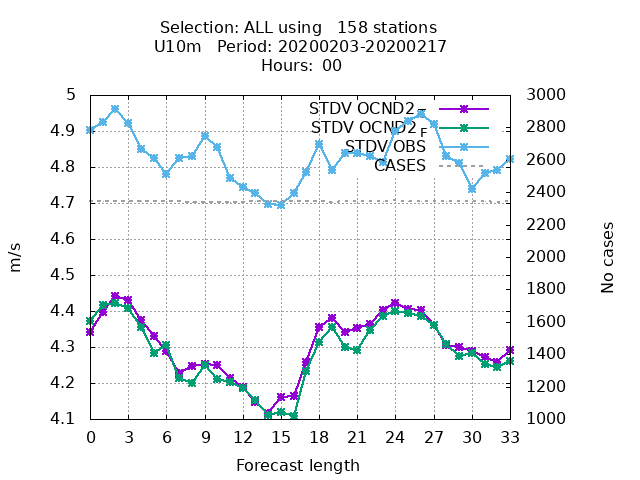 Selection: ALL using   158 stations
U10m   Period: 20200203-20200217
Hours:  00
5
4.9
4.8
4.7
4.6
4.5
4.4
4.3
4.2
4.1
3000
2800
2600
2400
2200
2000
1800
1600
1400
1200
1000
0 3 6 9 12 15 18 21 24 27 30 33
m/s
No cases
Forecast length
STDV OCND2_
STDV OCND2_F
STDV OBS
CASES